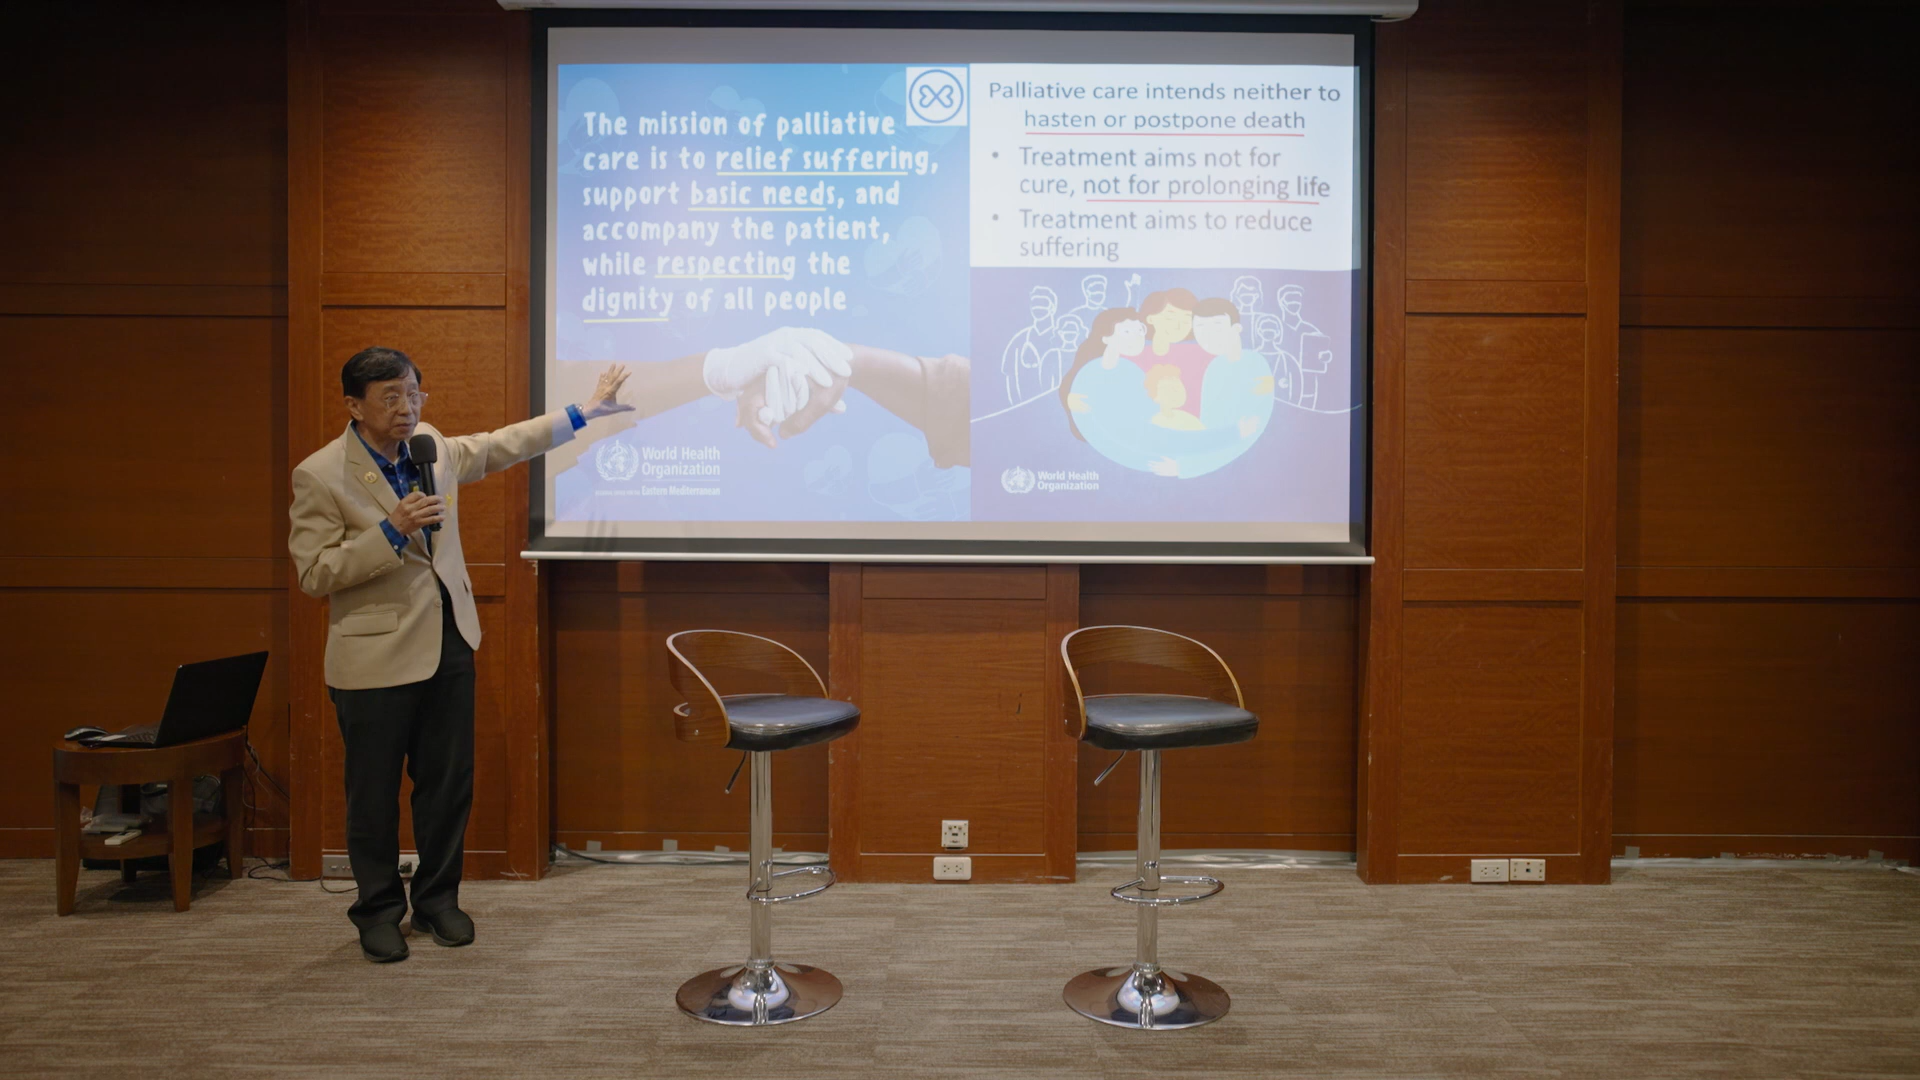 The mission of palliative
care is to relief suffering,
support basic needs, and
accompany the patient,
while respecting the
dignity of all people
World Health
Organization
Eastern Mediterranean
Palliative care intends neither to
hasten or postpone death
• Treatment aims not for
cure, not for prolonging life
• Treatment aims to reduce
suffering
World Health
Organization